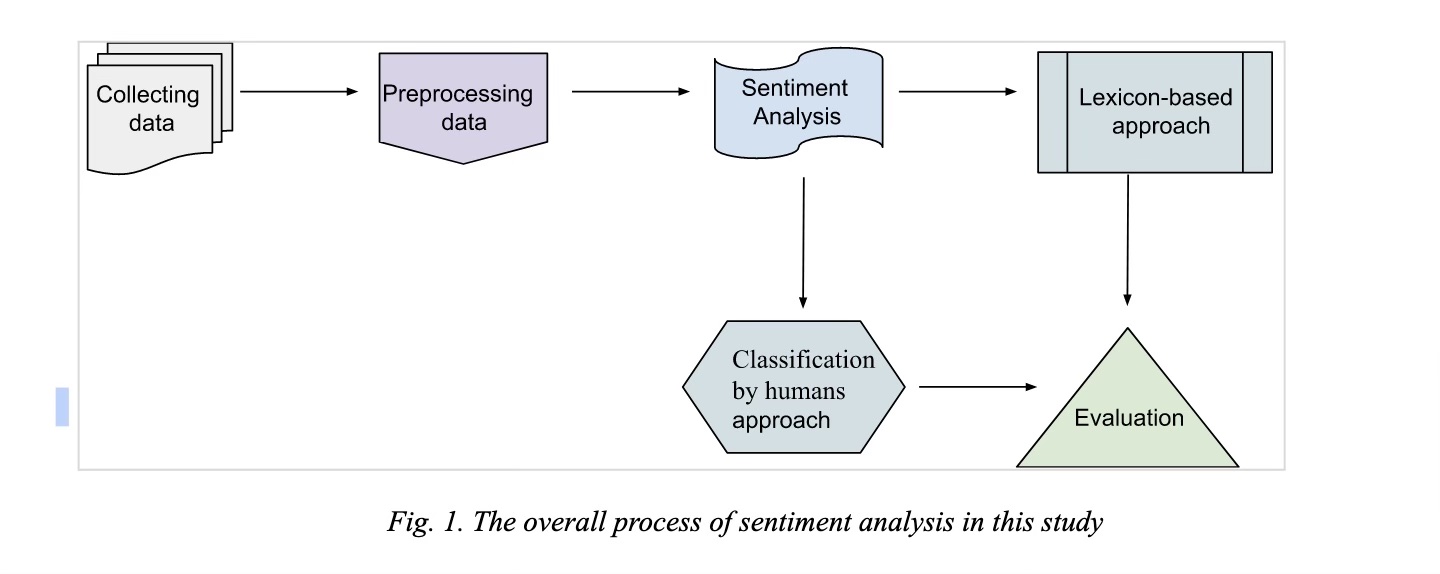 Collecting
data
Preprocessing
data
Sentiment
Analysis
Lexicon-based
approach
Classification
by humans
approach
Evaluation
Fig. 1. The overall process of sentiment analysis in this study